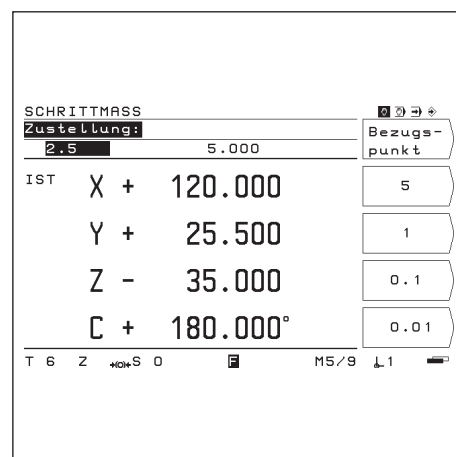 SCHRITTMASS
Zustellung:
2.5 5.000
Bezugs-
punkt
IST X + 120.000
5
Y + 25.500
1
Z - 35.000
0.1
C + 180.000°
0.01
T 6 Z S 0 F M5/9 1